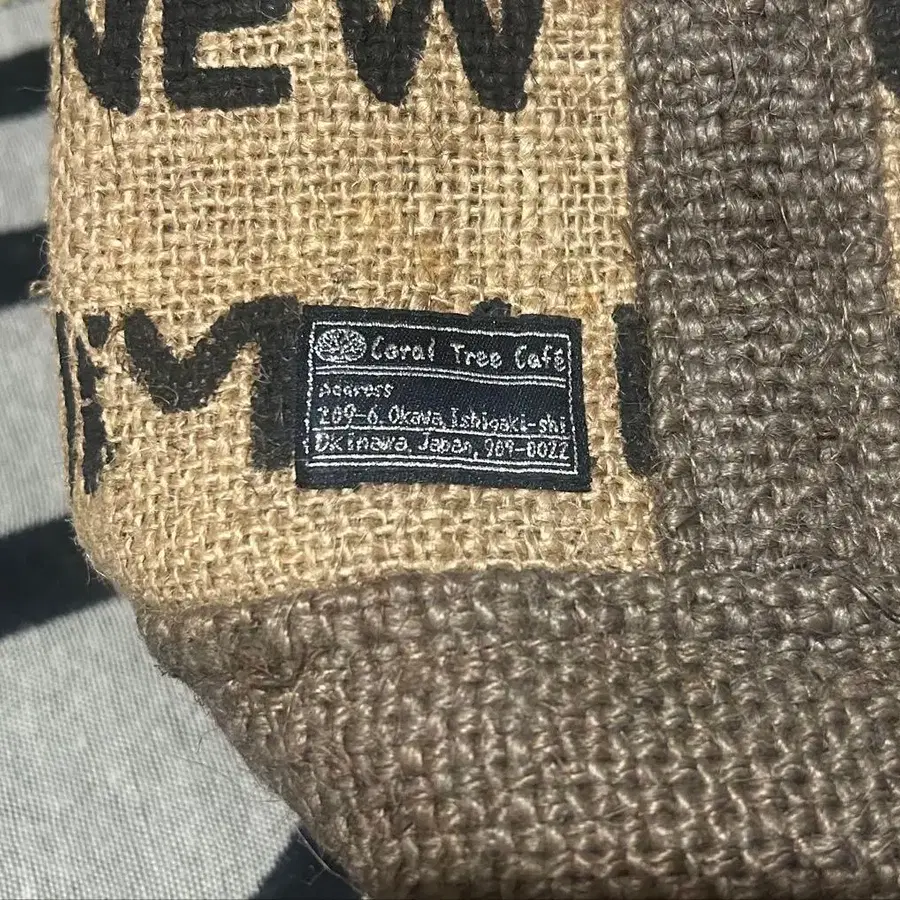 NEW
Coral Tree Café
Address
209-6, Okawa, Ishigaki-shi
Okinawa, Japan, 909-0022